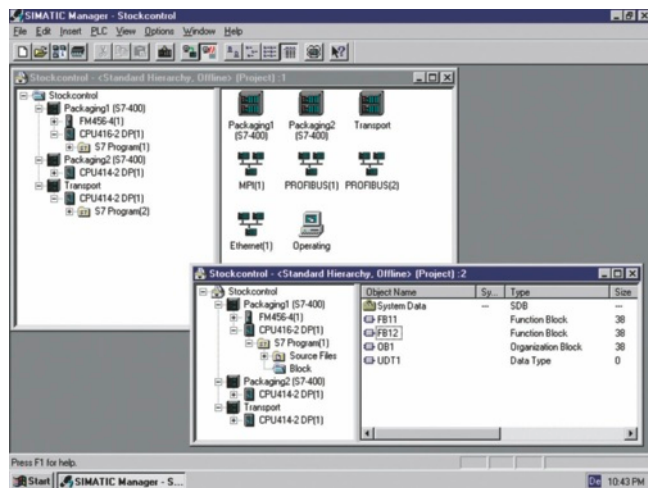 SIMATIC Manager - Stockcontrol
File Edit Insert PLC View Options Window Help
Stockcontrol - <Standard Hierarchy, Offline> (Project) :1
Stockcontrol
Packaging1 (S7-400)
FM456-4(1)
CPU416-2 DP(1)
S7 Program(1)
Packaging2 (S7-400)
CPU414-2 DP(1)
Transport
CPU414-2 DP(1)
S7 Program(2)
Packaging1 (S7-400)
Packaging2 (S7-400)
Transport
MPI(1) PROFIBUS(1) PROFIBUS(2)
Ethernet(1) Operating
Stockcontrol - <Standard Hierarchy, Offline> (Project) :2
Stockcontrol
Packaging1 (S7-400)
FM456-4(1)
CPU416-2 DP(1)
S7 Program(1)
Source Files
Block
Packaging2 (S7-400)
CPU414-2 DP(1)
Transport
CPU414-2 DP(1)
Object Name Sy... Type Size
System Data --- SDB ---
FB11 Function Block 38
FB12 Function Block 38
OB1 Organization Block 38
UDT1 Data Type 0
Press F1 for help.
Start SIMATIC Manager - S... De 10:43 PM